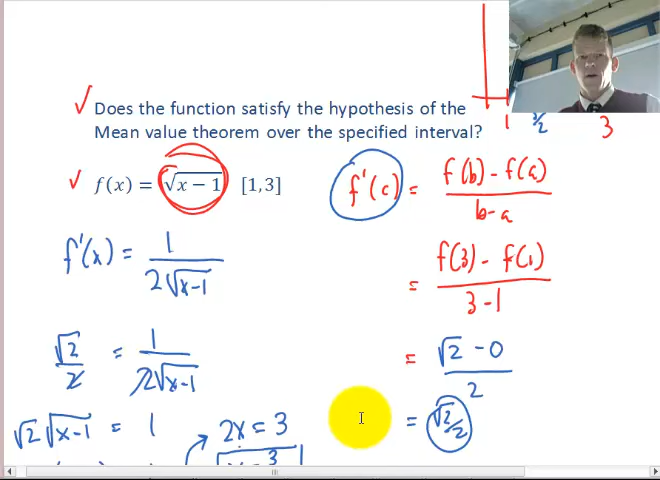 Does the function satisfy the hypothesis of the
Mean value theorem over the specified interval?
f(x) = √x − 1 [1,3]
1 3/2 3
f'(c) = f(b) - f(a) / b-a
= f(3) - f(1) / 3-1
= √2 - 0 / 2
= √2/2
f'(x) = 1 / 2√x-1
√2/2 = 1 / 2√x-1
√2 √x-1 = 1
2x = 3